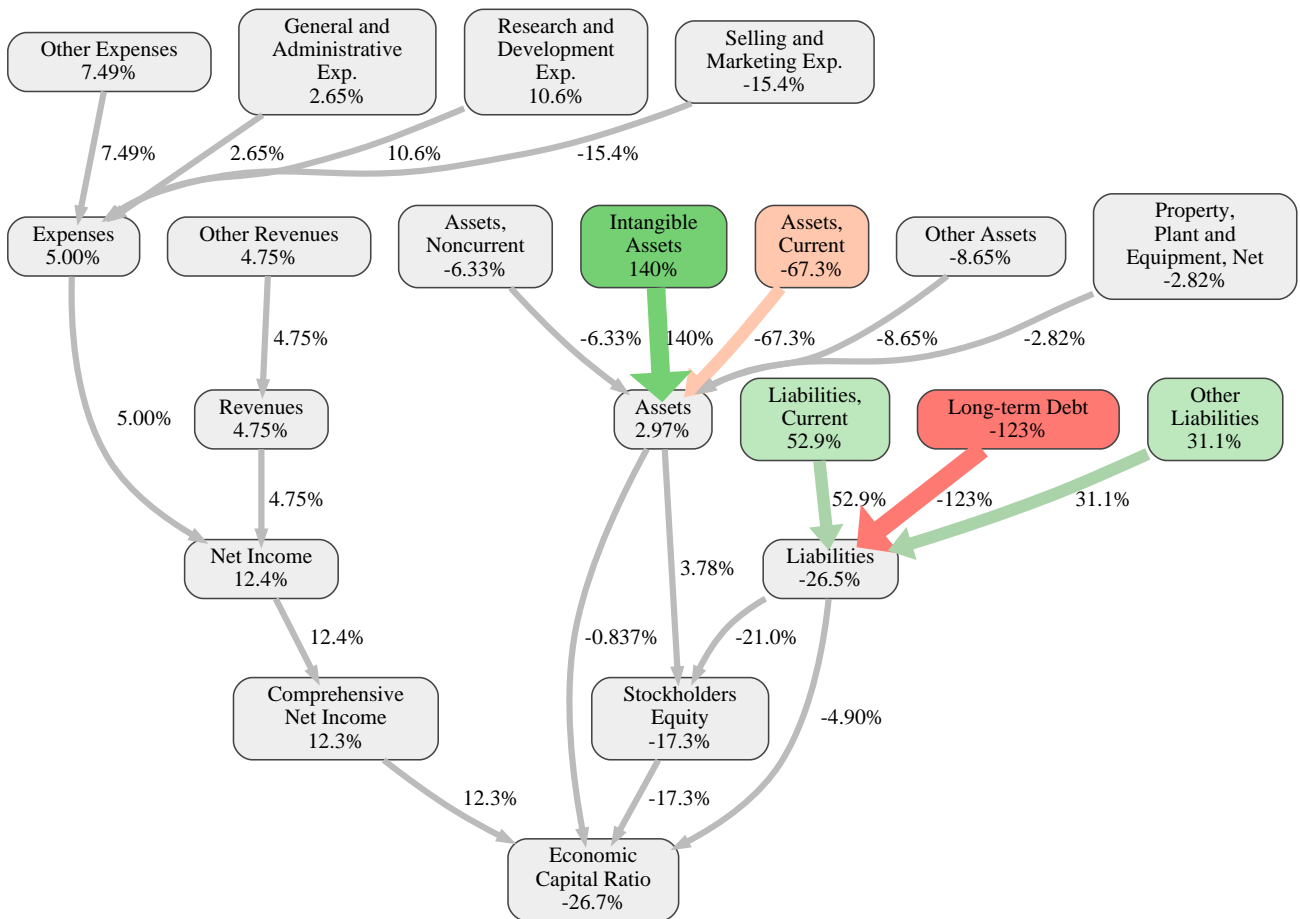 Other Expenses
7.49%
General and
Administrative
Exp.
2.65%
Research and
Development
Exp.
10.6%
Selling and
Marketing Exp.
-15.4%
7.49%
2.65%
10.6%
-15.4%
Expenses
5.00%
Other Revenues
4.75%
Assets,
Noncurrent
-6.33%
Intangible
Assets
140%
Assets,
Current
-67.3%
Other Assets
-8.65%
Property,
Plant and
Equipment, Net
-2.82%
4.75%
-6.33%
140%
-67.3%
-8.65%
-2.82%
5.00%
Revenues
4.75%
Assets
2.97%
Liabilities,
Current
52.9%
Long-term Debt
-123%
Other
Liabilities
31.1%
4.75%
52.9%
-123%
31.1%
Net Income
12.4%
3.78%
Liabilities
-26.5%
12.4%
-0.837%
-21.0%
Comprehensive
Net Income
12.3%
Stockholders
Equity
-17.3%
-4.90%
12.3%
-17.3%
Economic
Capital Ratio
-26.7%